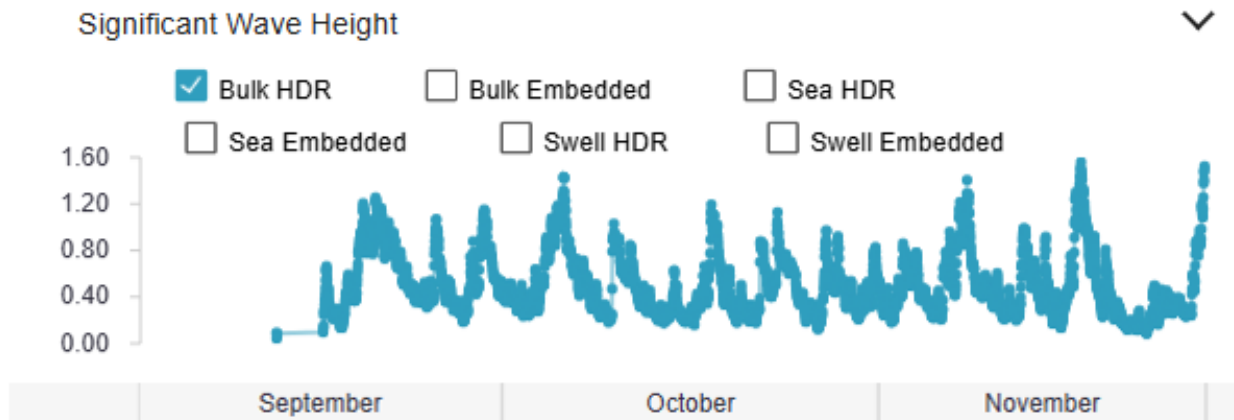 Significant Wave Height
Bulk HDR Bulk Embedded Sea HDR
Sea Embedded Swell HDR Swell Embedded
1.60
1.20
0.80
0.40
0.00
September October November